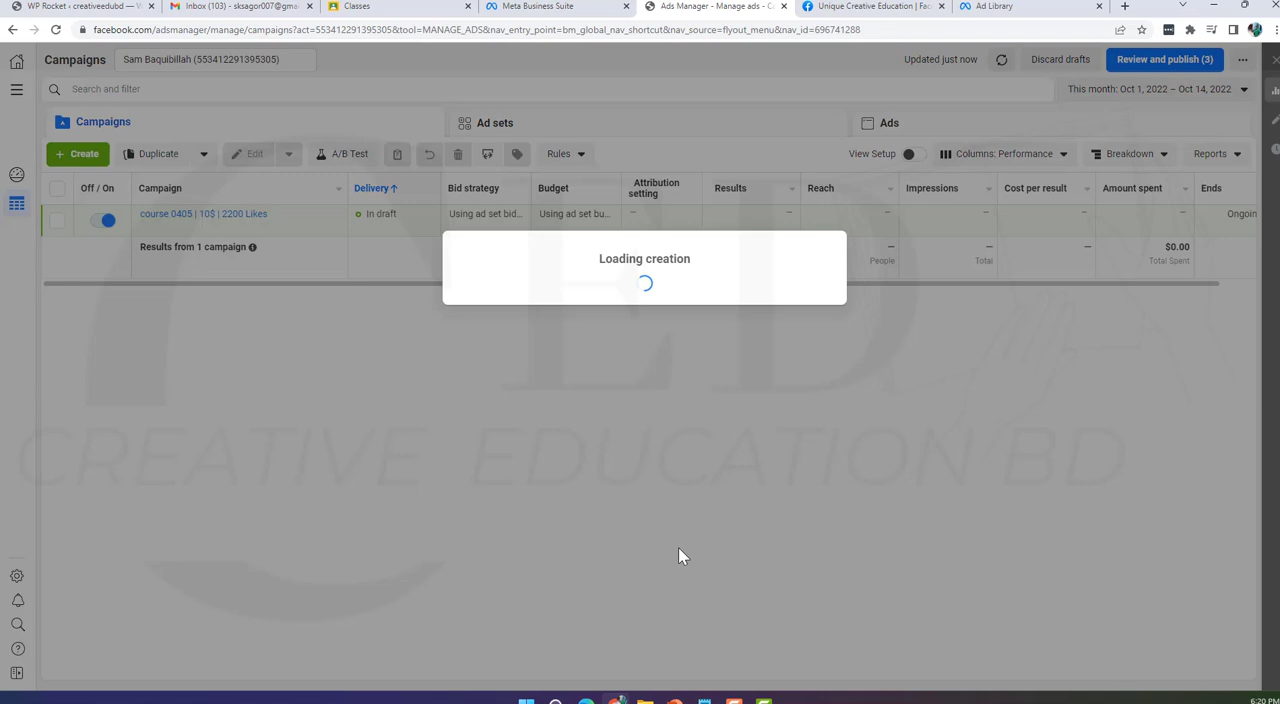 WP Rocket ‹ creativeedubd — W
Inbox (103) - sksager007@gma
Classes
Meta Business Suite
Ads Manager - Manage ads - C
Unique Creative Education | Fac
Ad Library
facebook.com/adsmanager/manage/campaigns?act=553412291395305&tool=MANAGE_ADS&nav_entry_point=bm_global_nav_shortcut&nav_source=flyout_menu&nav_id=696741288
Campaigns
Sam Baquibillah (553412291395305)
Updated just now
Discard drafts
Review and publish (3)
Search and filter
This month: Oct 1, 2022 – Oct 14, 2022
Campaigns
Ad sets
Ads
+ Create
Duplicate
Edit
A/B Test
Rules
View Setup
Columns: Performance
Breakdown
Reports
Off / On
Campaign
Delivery ↑
Bid strategy
Budget
Attribution setting
Results
Reach
Impressions
Cost per result
Amount spent
Ends
course 0405 | 10$ | 2200 Likes
In draft
Using ad set bid...
Using ad set bu...
—
—
—
—
—
—
Ongoin
Results from 1 campaign
—
—
—
$0.00
People
Total
Total Spent
Loading creation
CREATIVE EDUCATION BD
6:20 PM